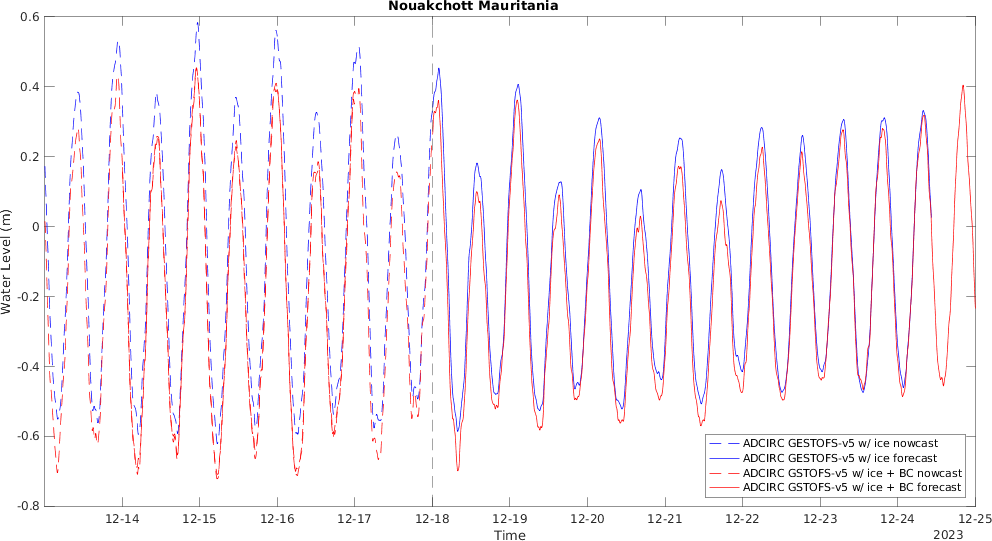 Nouakchott Mauritania
0.6
0.4
0.2
0
-0.2
-0.4
-0.6
-0.8
Water Level (m)
ADCIRC GESTOFS-v5 w/ ice nowcast
ADCIRC GESTOFS-v5 w/ ice forecast
ADCIRC GSTOFS-v5 w/ ice + BC nowcast
ADCIRC GSTOFS-v5 w/ ice + BC forecast
12-14 12-15 12-16 12-17 12-18 12-19 12-20 12-21 12-22 12-23 12-24 12-25
Time
2023